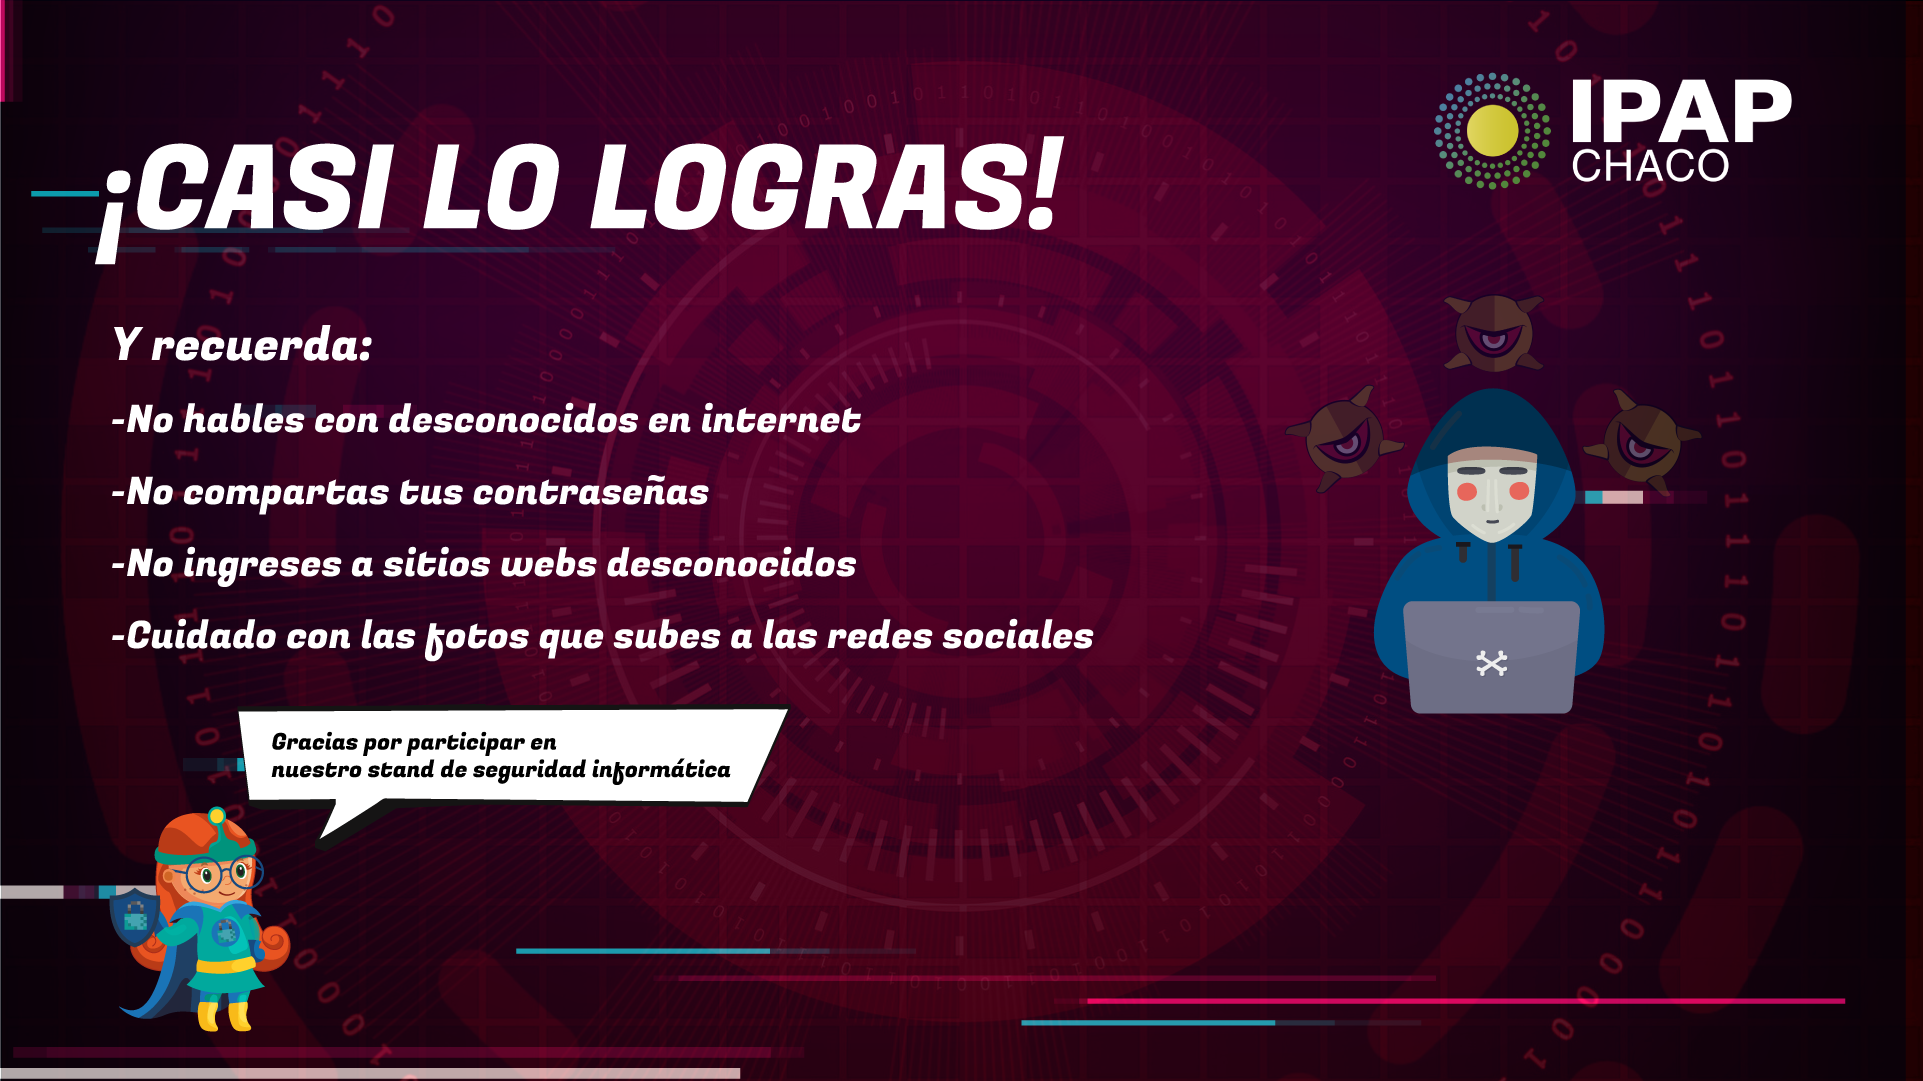 IPAP
CHACO
¡CASI LO LOGRAS!
Y recuerda:
-No hables con desconocidos en internet
-No compartas tus contraseñas
-No ingreses a sitios webs desconocidos
-Cuidado con las fotos que subes a las redes sociales
Gracias por participar en
nuestro stand de seguridad informática